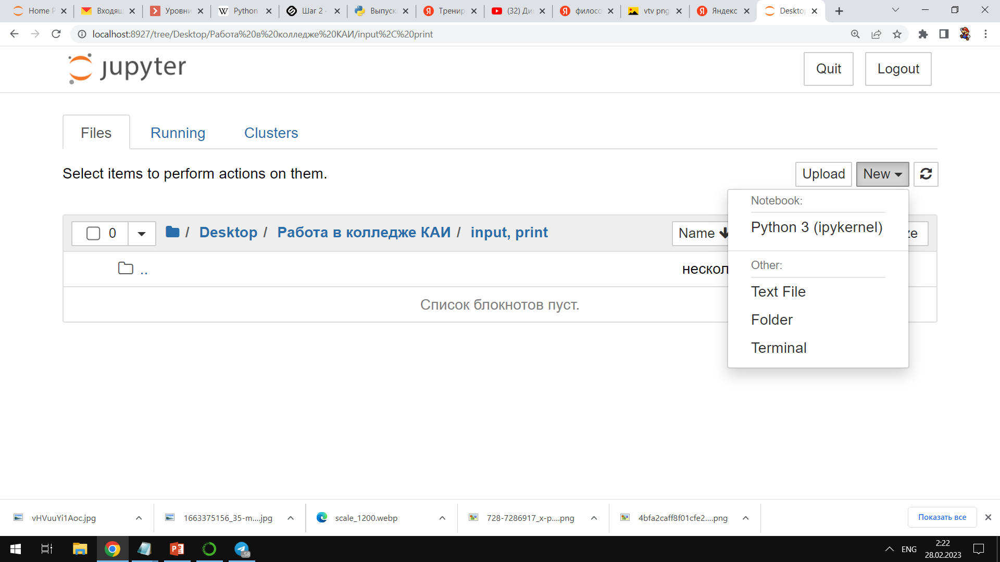 Home P
Входящ
Уровни
Python
Шаг 2 -
Выпуск
Тренир
(32) Ди
филосо
vtv png
Яндекс
Desktop
localhost:8927/tree/Desktop/Работа%20в%20колледже%20КАИ/input%2C%20print
jupyter
Quit
Logout
Files
Running
Clusters
Select items to perform actions on them.
Upload
New
Notebook:
Python 3 (ipykernel)
Other:
Text File
Folder
Terminal
0
/ Desktop / Работа в колледже КАИ / input, print
Name
ze
..
нескол
Список блокнотов пуст.
vHVuuYi1Aoc.jpg
1663375156_35-m....jpg
scale_1200.webp
728-7286917_x-p....png
4bfa2caff8f01cfe2....png
Показать все
.58
ENG
2:22
28.02.2023